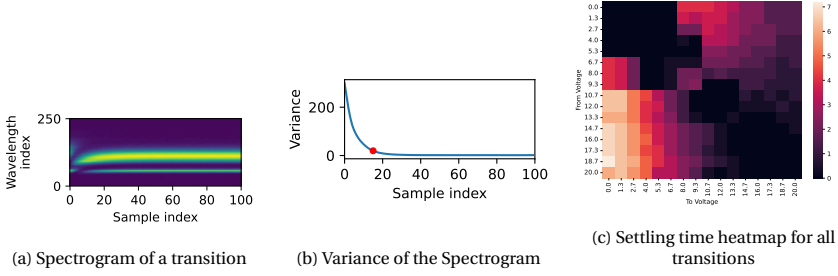 250
0
Wavelength
index
0 20 40 60 80 100
Sample index
(a) Spectrogram of a transition
200
0
Variance
0 20 40 60 80 100
Sample index
(b) Variance of the Spectrogram
0.0
1.3
2.7
4.0
5.3
6.7
8.0
9.3
10.7
12.0
13.3
14.7
16.0
17.3
18.7
20.0
From Voltage
0.0 1.3 2.7 4.0 5.3 6.7 8.0 9.3 10.7 12.0 13.3 14.7 16.0 17.3 18.7 20.0
To Voltage
7
6
5
4
3
2
1
0
(c) Settling time heatmap for all
transitions